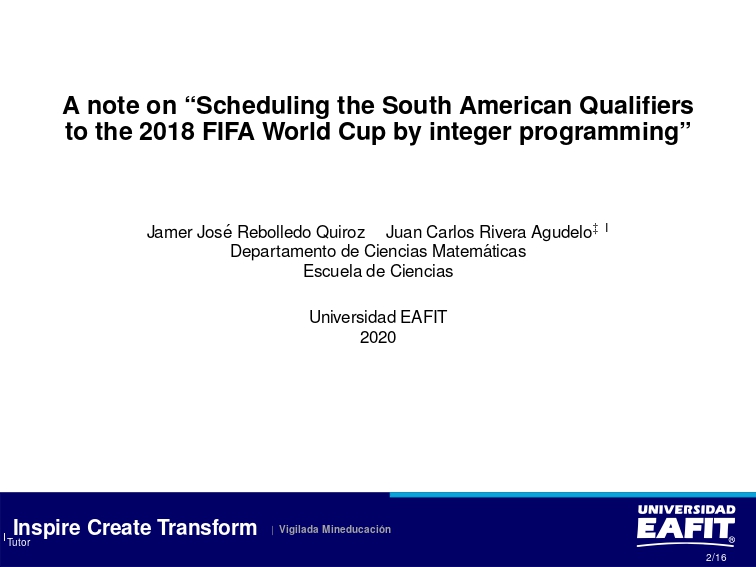 A note on “Scheduling the South American Qualifiers
to the 2018 FIFA World Cup by integer programming”
Jamer José Rebolledo Quiroz Juan Carlos Rivera Agudelo‡ I
Departamento de Ciencias Matemáticas
Escuela de Ciencias
Universidad EAFIT
2020
Inspire Create Transform | Vigilada Mineducación
I Tutor
UNIVERSIDAD
EAFIT®
2/16